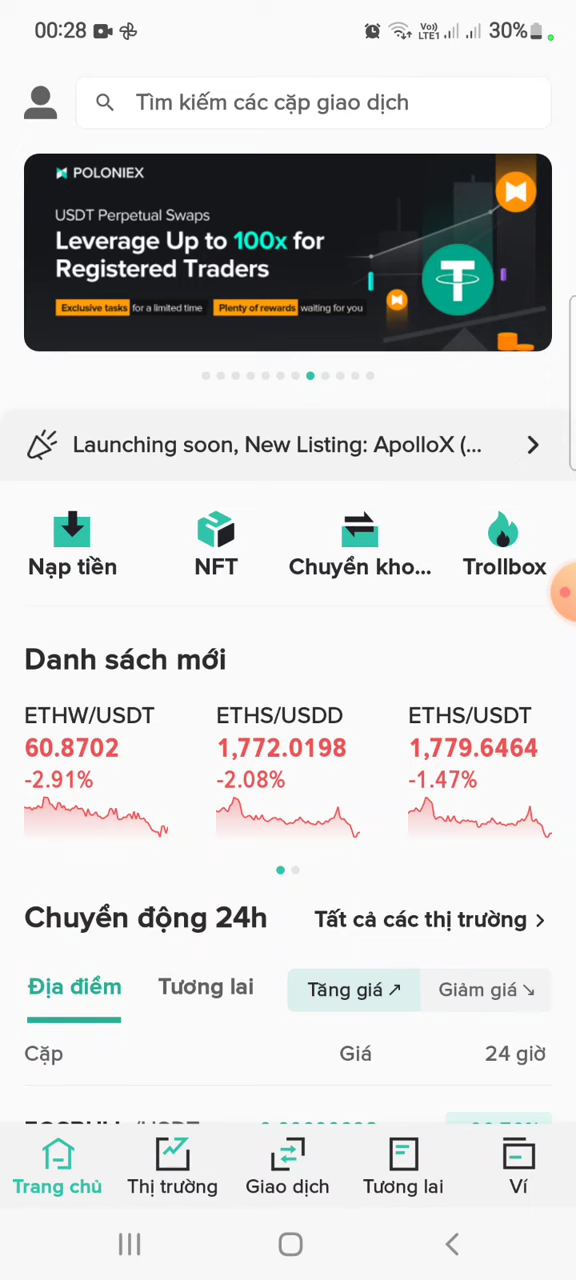 00:28 Vo)) LTE1 30%
Tìm kiếm các cặp giao dịch
POLONIEX
USDT Perpetual Swaps
Leverage Up to 100x for
Registered Traders
Exclusive tasks for a limited time Plenty of rewards waiting for you
Launching soon, New Listing: ApolloX (...
Nạp tiền NFT Chuyển kho... Trollbox
Danh sách mới
ETHW/USDT ETHS/USDD ETHS/USDT
60.8702 1,772.0198 1,779.6464
-2.91% -2.08% -1.47%
Chuyển động 24h Tất cả các thị trường
Địa điểm Tương lai Tăng giá ↗ Giảm giá ↘
Cặp Giá 24 giờ
Trang chủ Thị trường Giao dịch Tương lai Ví